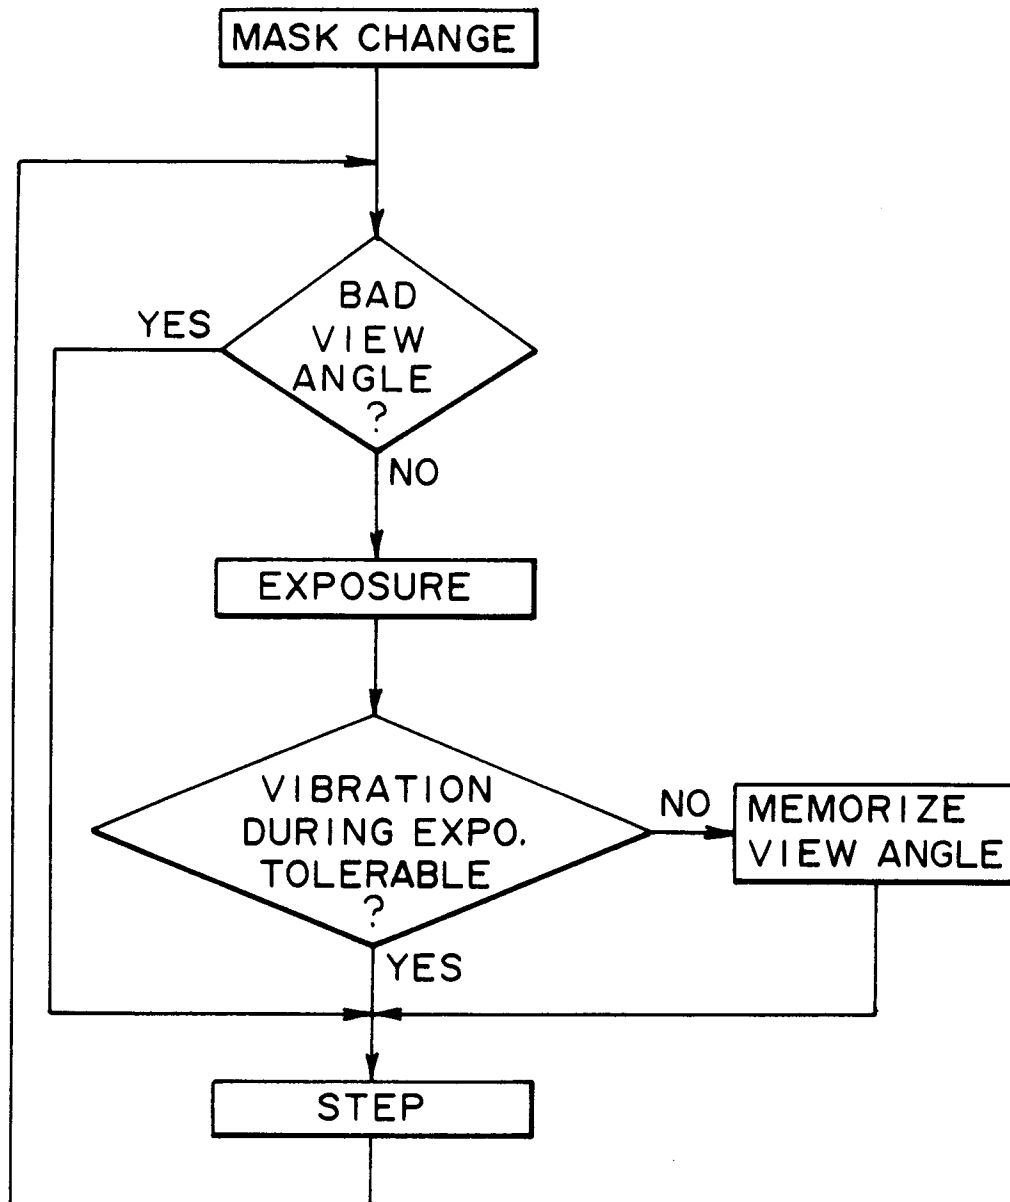 MASK CHANGE
BAD
VIEW
ANGLE
?
YES
NO
EXPOSURE
VIBRATION
DURING EXPO.
TOLERABLE
?
NO
MEMORIZE
VIEW ANGLE
YES
STEP